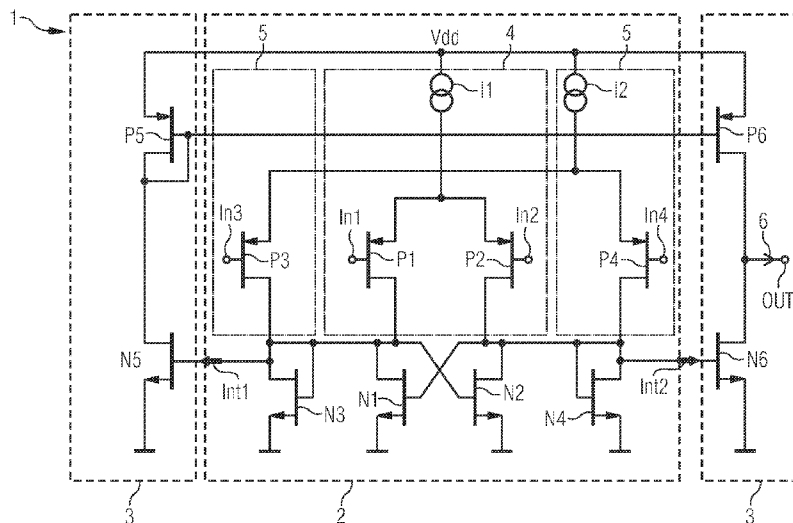 1
5
4
5
Vdd
I1
I2
P5
P6
In3
In1
In2
In4
6
P3
P1
P2
P4
OUT
N5
N6
Int1
Int2
N3
N1
N2
N4
3
2
3